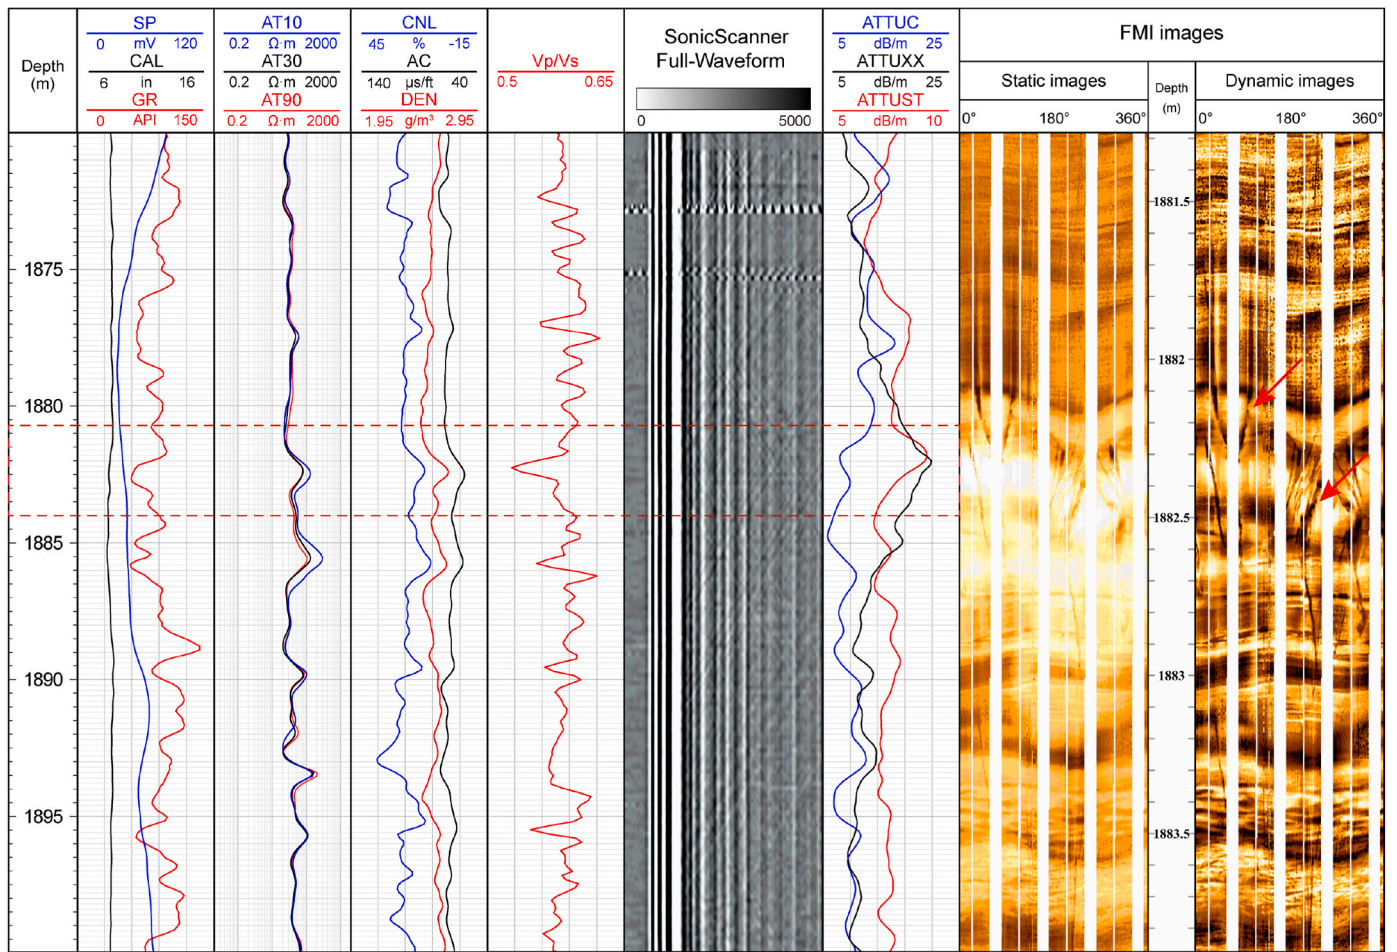 Depth
(m)
SP
0 mV 120
CAL
6 in 16
GR
0 API 150
AT10
0.2 Ω·m 2000
AT30
0.2 Ω·m 2000
AT90
0.2 Ω·m 2000
CNL
45 % -15
AC
140 μs/ft 40
DEN
1.95 g/m³ 2.95
Vp/Vs
0.5 0.65
SonicScanner
Full-Waveform
0 5000
ATTUC
5 dB/m 25
ATTUXX
5 dB/m 25
ATTUST
5 dB/m 10
FMI images
Static images
0° 180° 360°
Depth
(m)
Dynamic images
0° 180° 360°
1875
1880
1885
1890
1895
1881.5
1882
1882.5
1883
1883.5